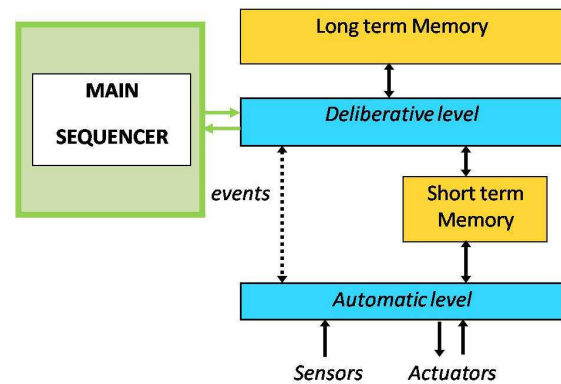 Long term Memory
MAIN
SEQUENCER
Deliberative level
events
Short term
Memory
Automatic level
Sensors
Actuators